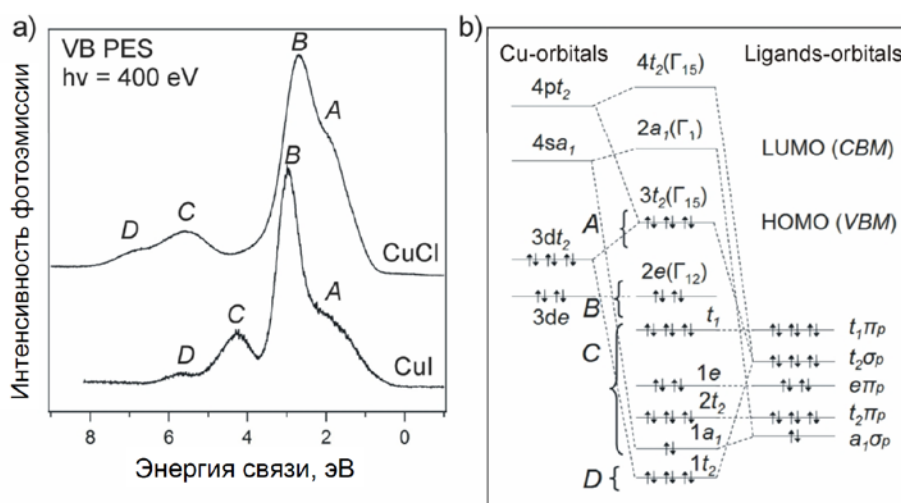 a)
VB PES
hν = 400 eV
B
A
B
D
C
CuCl
C
A
D
CuI
8 6 4 2 0
Энергия связи, эВ
Интенсивность фотоэмиссии
b)
Cu-orbitals
Ligands-orbitals
4t₂(Γ₁₅)
4pt₂
2a₁(Γ₁)
4sa₁
LUMO (CBM)
3t₂(Γ₁₅)
A
HOMO (VBM)
3dt₂
2e(Γ₁₂)
B
3de
t₁
t₁πₚ
C
t₂σₚ
1e
eπₚ
2t₂
t₂πₚ
1a₁
a₁σₚ
1t₂
D